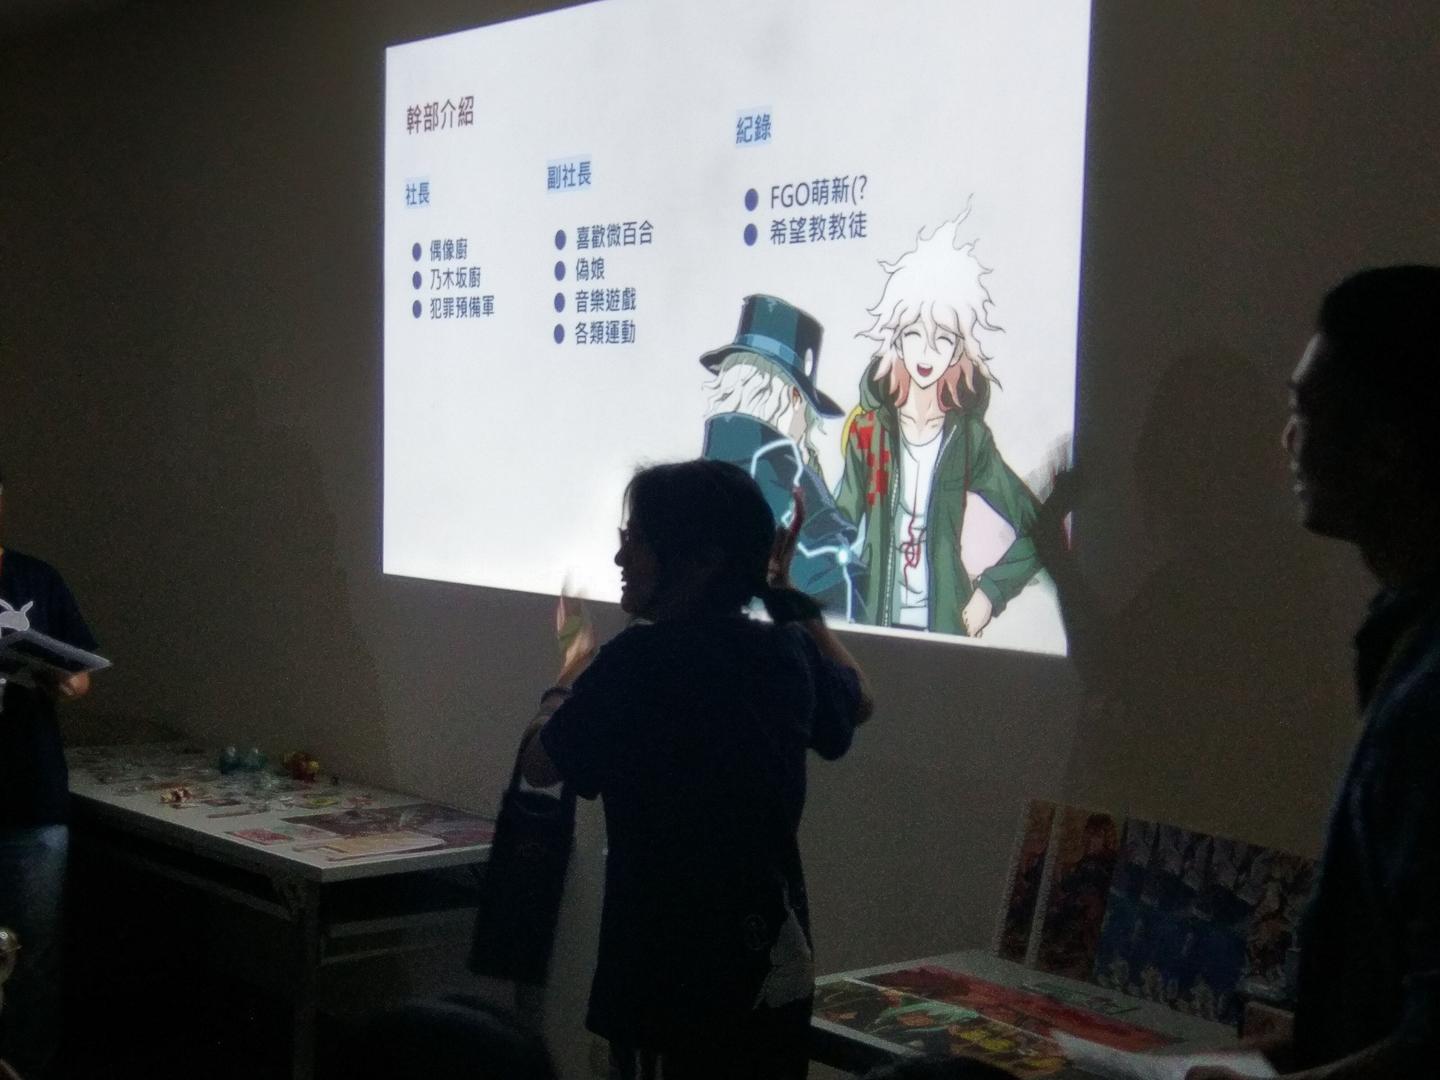 幹部介紹
社長
偶像廚
乃木坂廚
犯罪預備軍
副社長
喜歡微百合
偽娘
音樂遊戲
各類運動
紀錄
FGO萌新(?
希望教教徒